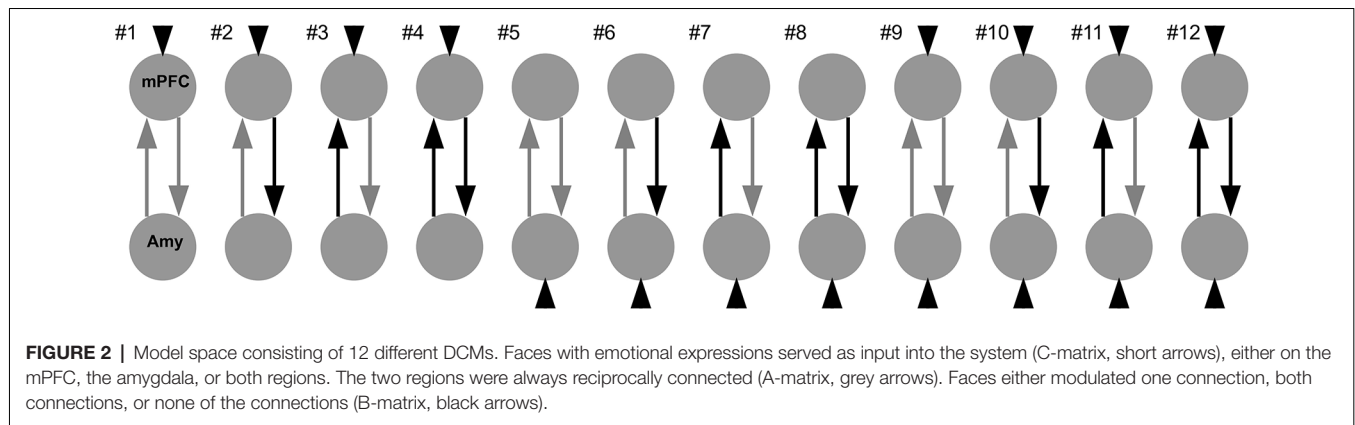 #1 #2 #3 #4 #5 #6 #7 #8 #9 #10 #11 #12
mPFC
Amy
FIGURE 2 | Model space consisting of 12 different DCMs. Faces with emotional expressions served as input into the system (C-matrix, short arrows), either on the
mPFC, the amygdala, or both regions. The two regions were always reciprocally connected (A-matrix, grey arrows). Faces either modulated one connection, both
connections, or none of the connections (B-matrix, black arrows).